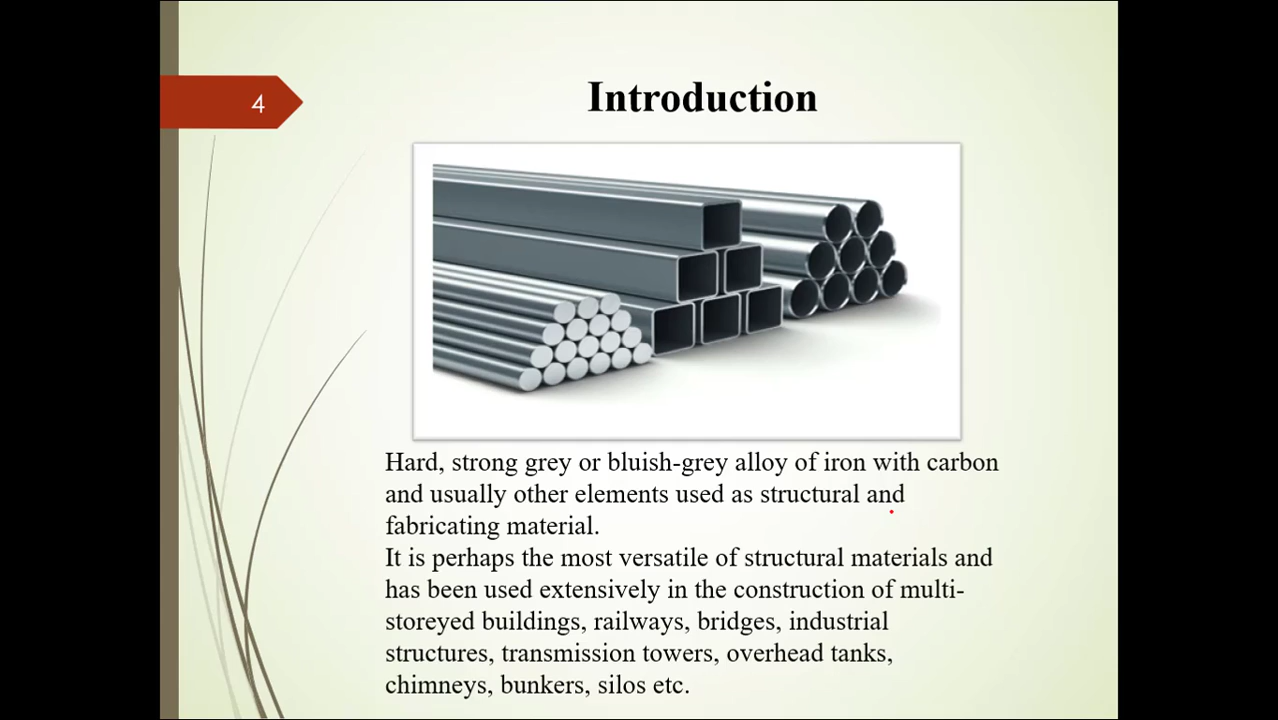 4
Introduction
Hard, strong grey or bluish-grey alloy of iron with carbon
and usually other elements used as structural and
fabricating material.
It is perhaps the most versatile of structural materials and
has been used extensively in the construction of multi-
storeyed buildings, railways, bridges, industrial
structures, transmission towers, overhead tanks,
chimneys, bunkers, silos etc.